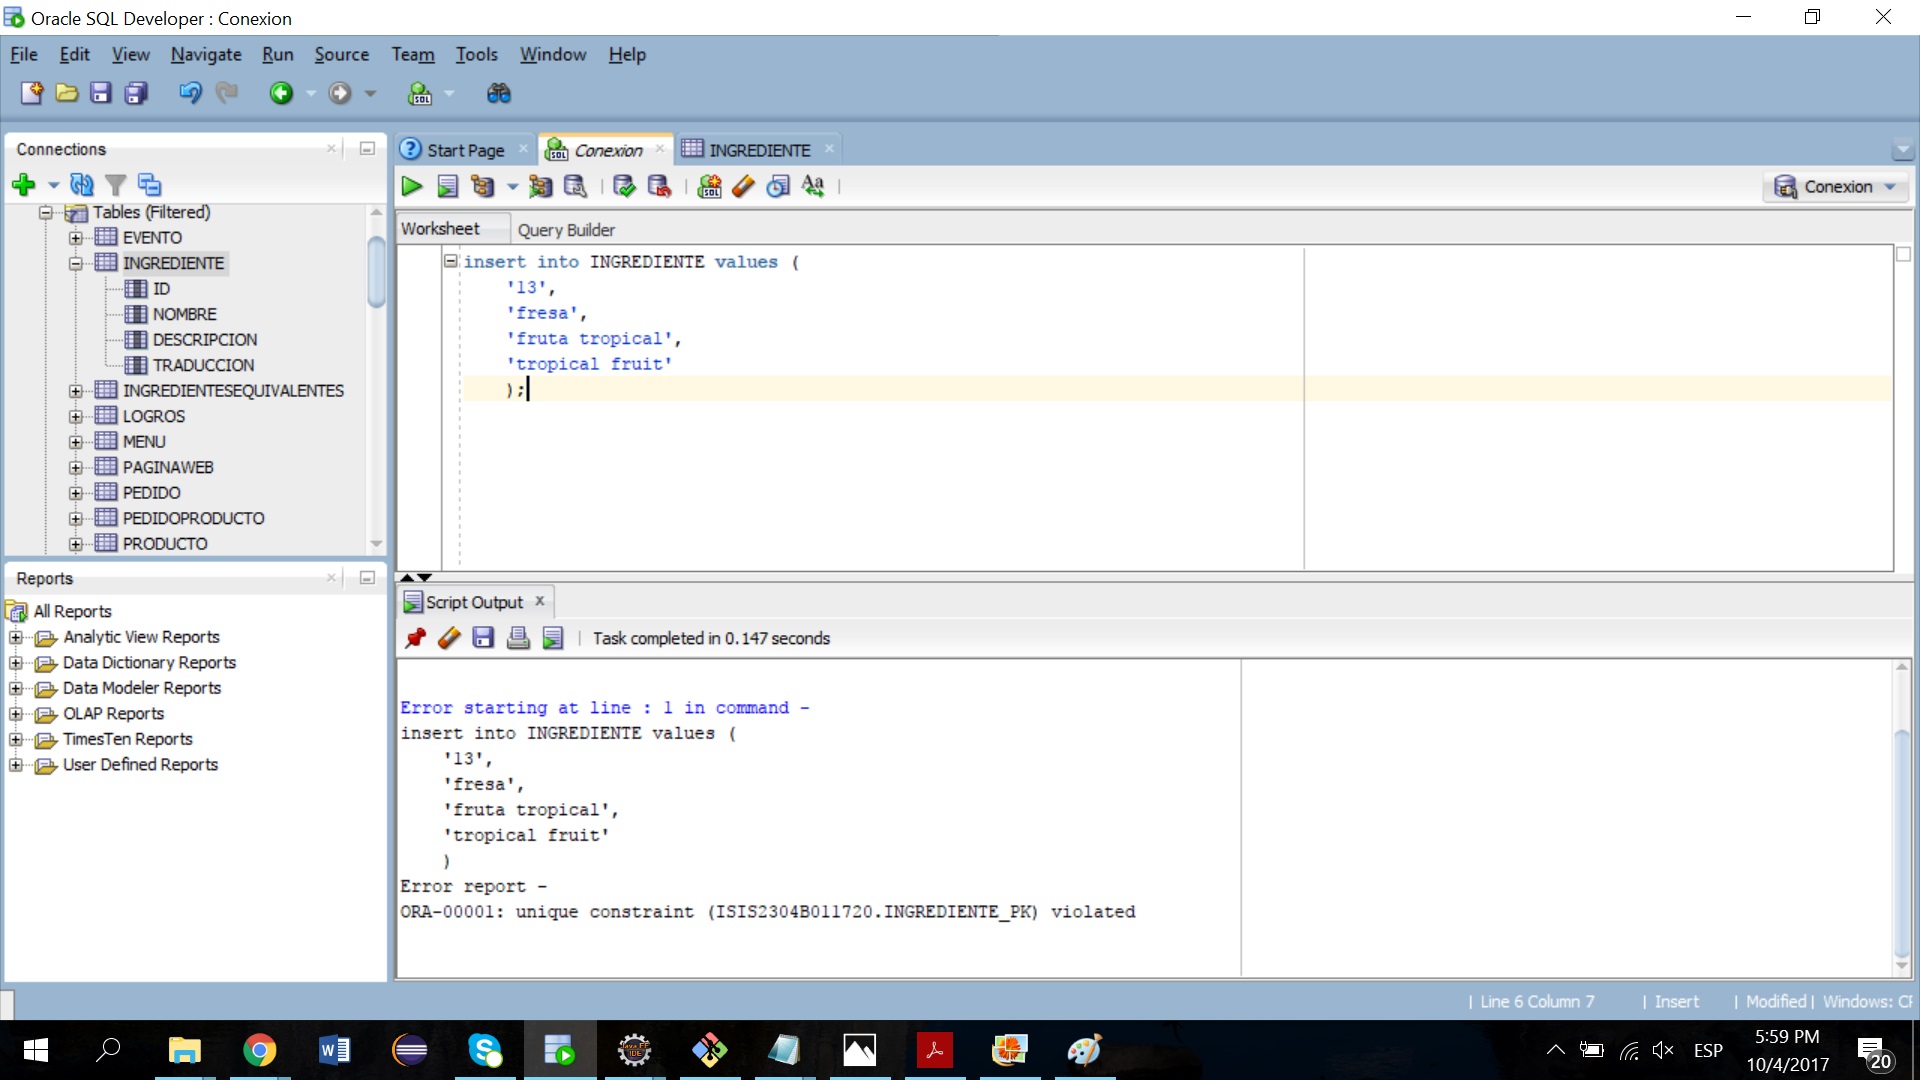 Oracle SQL Developer : Conexion
File Edit View Navigate Run Source Team Tools Window Help
Connections
Start Page
Conexion
INGREDIENTE
Conexion
Tables (Filtered)
EVENTO
INGREDIENTE
ID
NOMBRE
DESCRIPCION
TRADUCCION
INGREDIENTESEQUIVALENTES
LOGROS
MENU
PAGINAWEB
PEDIDO
PEDIDOPRODUCTO
PRODUCTO
Worksheet Query Builder
insert into INGREDIENTE values (
'13',
'fresa',
'fruta tropical',
'tropical fruit'
);
Reports
All Reports
Analytic View Reports
Data Dictionary Reports
Data Modeler Reports
OLAP Reports
TimesTen Reports
User Defined Reports
Script Output
Task completed in 0.147 seconds
Error starting at line : 1 in command -
insert into INGREDIENTE values (
'13',
'fresa',
'fruta tropical',
'tropical fruit'
)
Error report -
ORA-00001: unique constraint (ISIS2304B011720.INGREDIENTE_PK) violated
| Line 6 Column 7 | Insert | Modified | Windows: CF
ESP
5:59 PM
10/4/2017
20